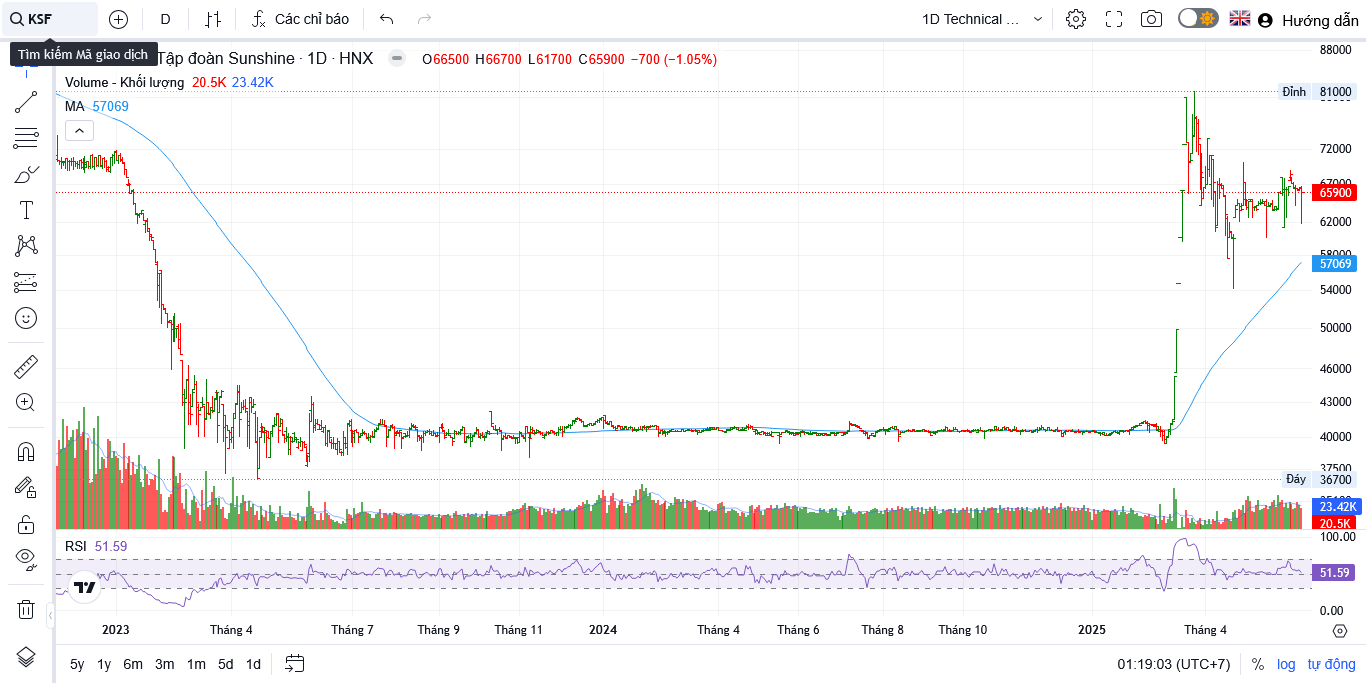 KSF D Các chỉ báo 1D Technical ... Hướng dẫn
Tìm kiếm Mã giao dịch
Tập đoàn Sunshine · 1D · HNX O66500 H66700 L61700 C65900 −700 (−1.05%)
Volume - Khối lượng 20.5K 23.42K
MA 57069
88000
Đỉnh 81000
72000
67000
65900
62000
58000
57069
54000
50000
46000
43000
40000
37500
Đáy 36700
23.42K
20.5K
RSI 51.59
100.00
51.59
0.00
2023 Tháng 4 Tháng 7 Tháng 9 Tháng 11 2024 Tháng 4 Tháng 6 Tháng 8 Tháng 10 2025 Tháng 4
5y 1y 6m 3m 1m 5d 1d 01:19:03 (UTC+7) % log tự động